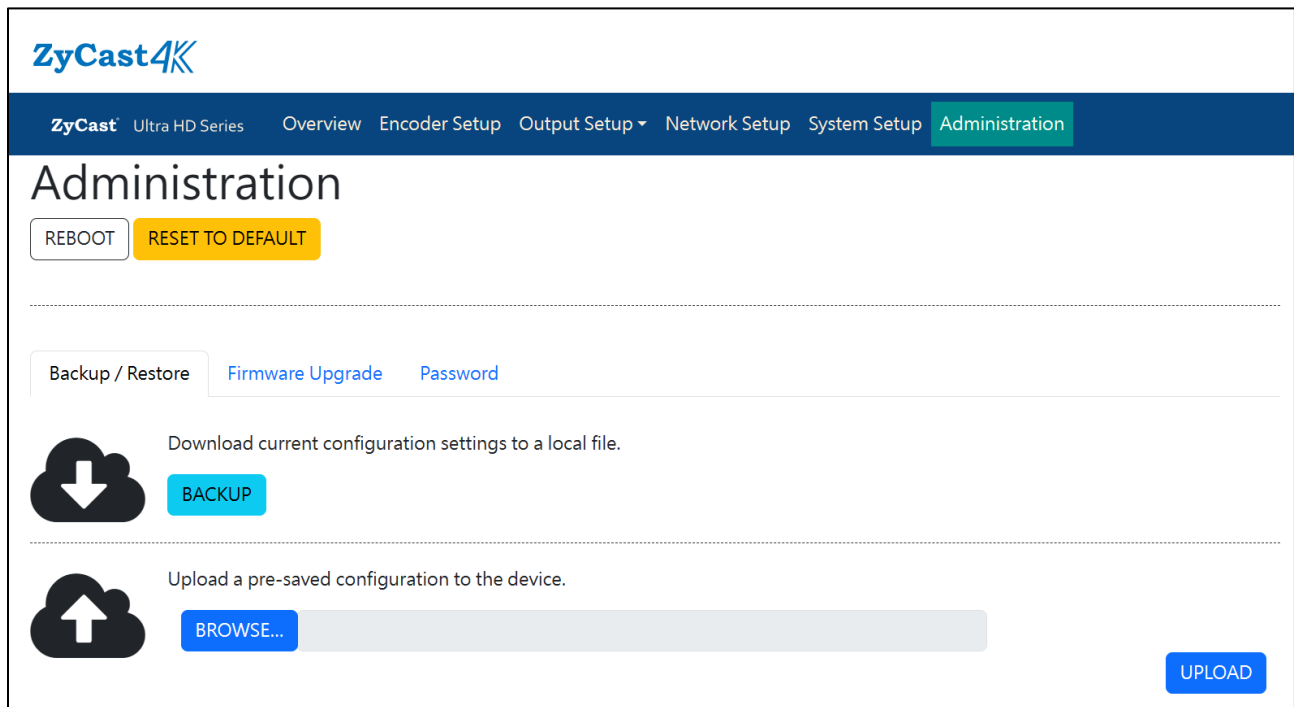 ZyCast 4K
ZyCast Ultra HD Series Overview Encoder Setup Output Setup Network Setup System Setup Administration
Administration
REBOOT RESET TO DEFAULT
Backup / Restore Firmware Upgrade Password
Download current configuration settings to a local file.
BACKUP
Upload a pre-saved configuration to the device.
BROWSE...
UPLOAD